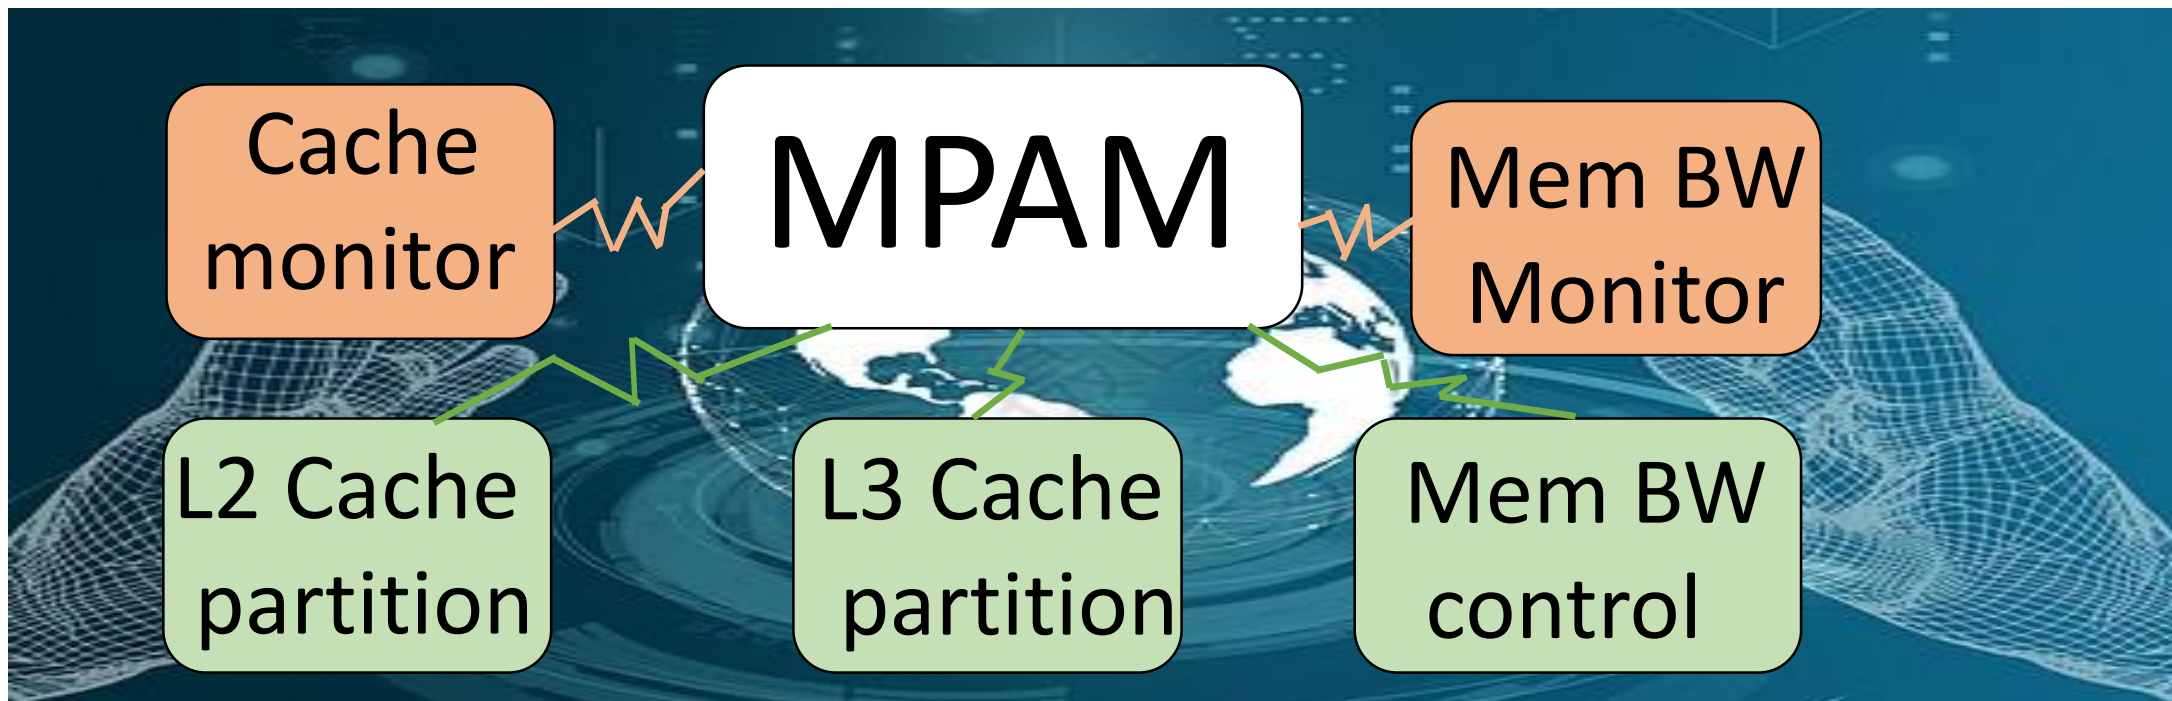 Cache
monitor
MPAM
Mem BW
Monitor
L2 Cache
partition
L3 Cache
partition
Mem BW
control